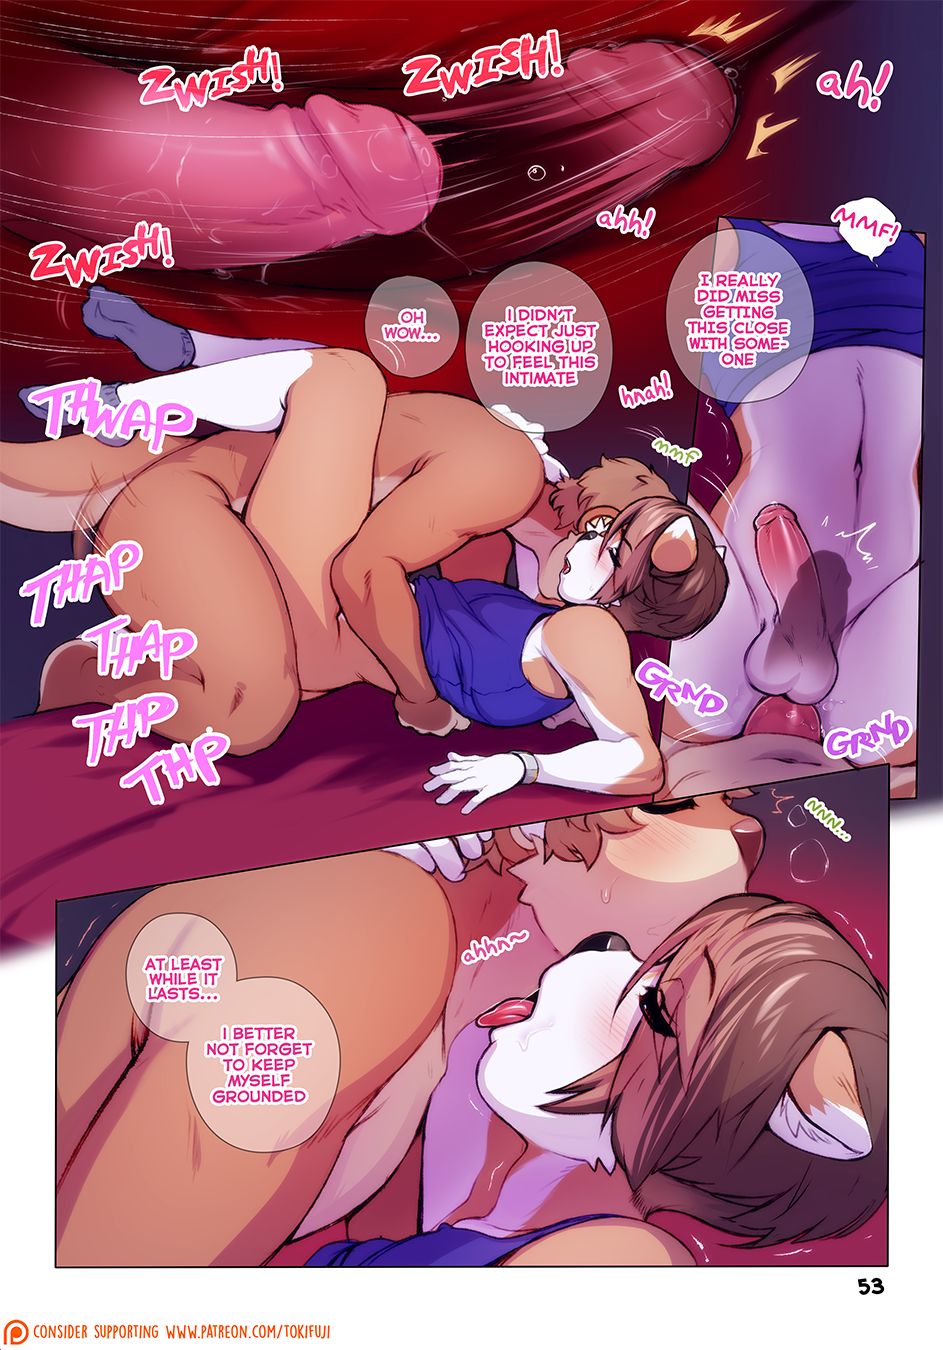 ZWISH!
ZWISH!
ah!
ZWISH!
ahh!
MMF!
OH
WOW...
I DIDN'T
EXPECT JUST
HOOKING UP
TO FEEL THIS
INTIMATE
I REALLY
DID MISS
GETTING
THIS CLOSE
WITH SOME-
ONE
hnah!
MMF
THWAP
THAP
THAP
THP
THP
GRND
GRND
NNN...
ahhn~
AT LEAST
WHILE IT
LASTS...
I BETTER
NOT FORGET
TO KEEP
MYSELF
GROUNDED
53
CONSIDER SUPPORTING WWW.PATREON.COM/TOKIFUJI